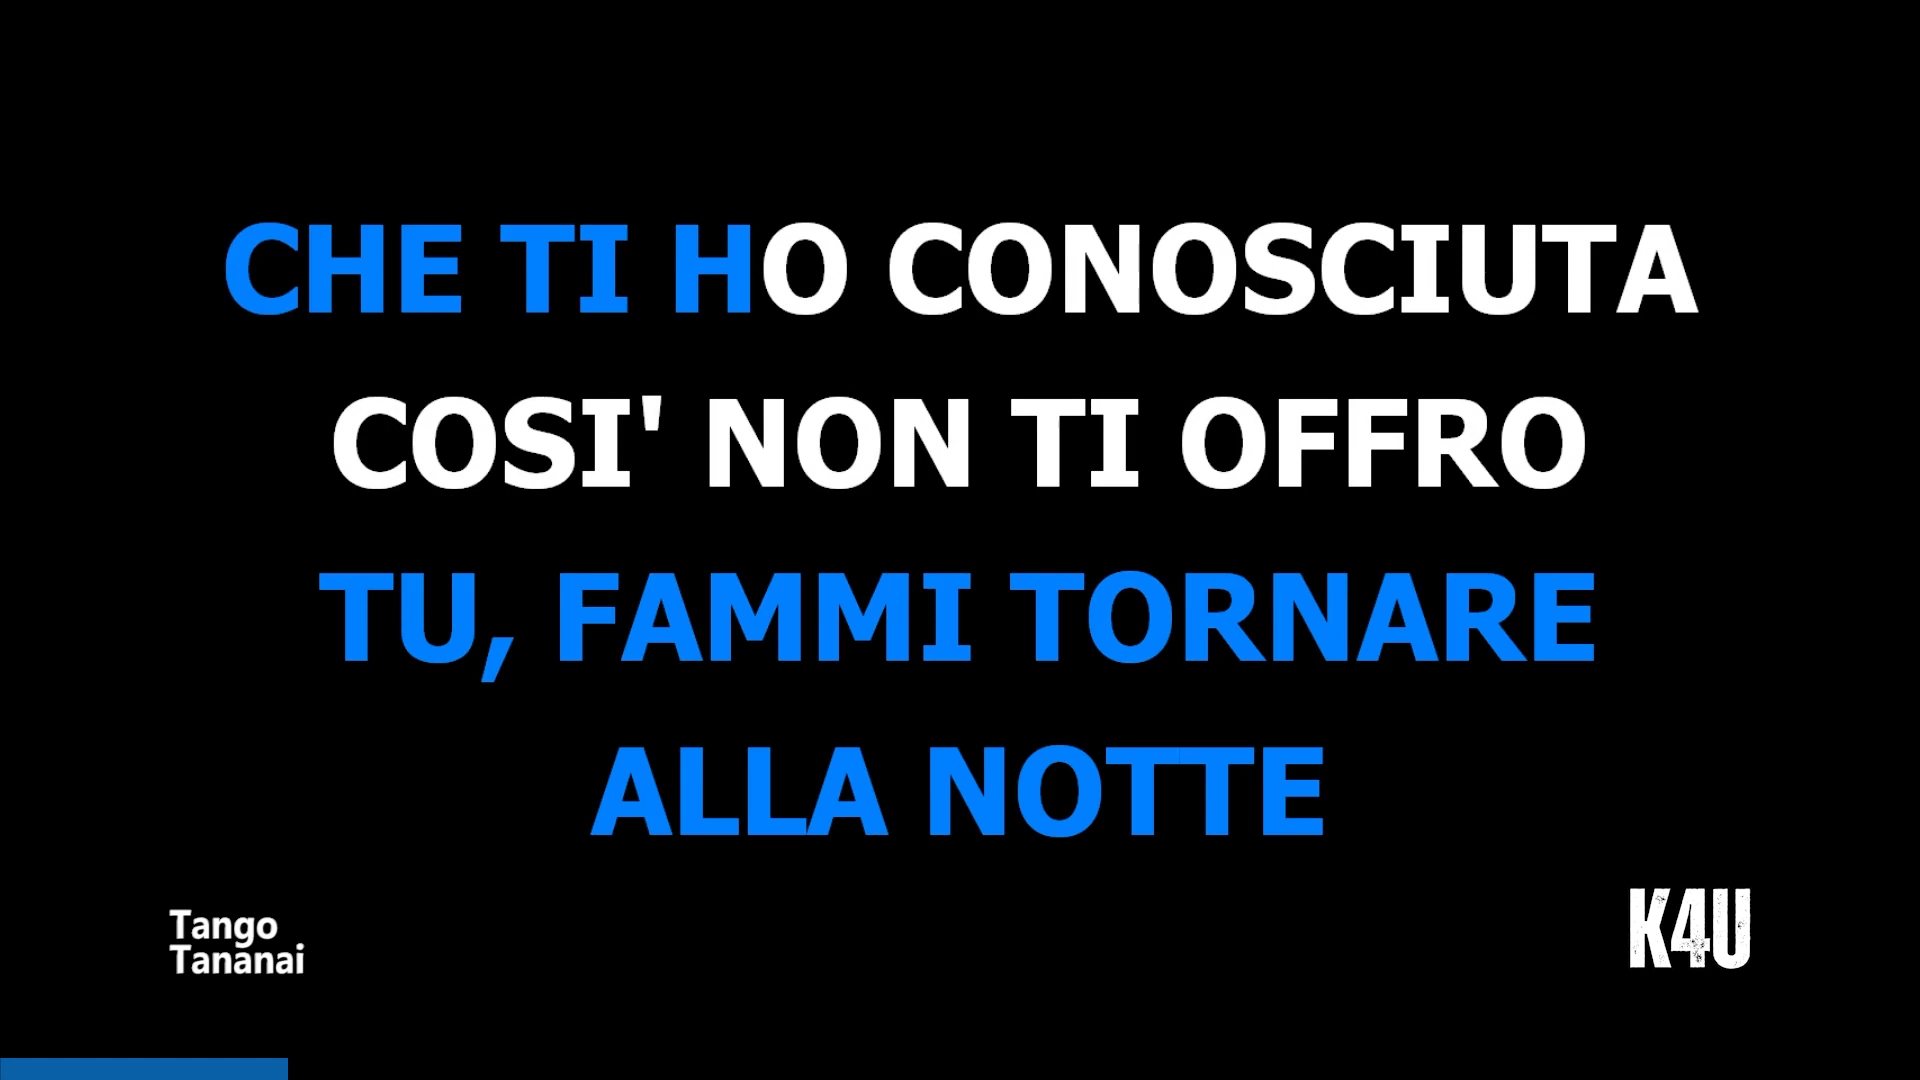 CHE TI HO CONOSCIUTA
COSI' NON TI OFFRO
TU, FAMMI TORNARE
ALLA NOTTE
Tango
Tananai
K4U